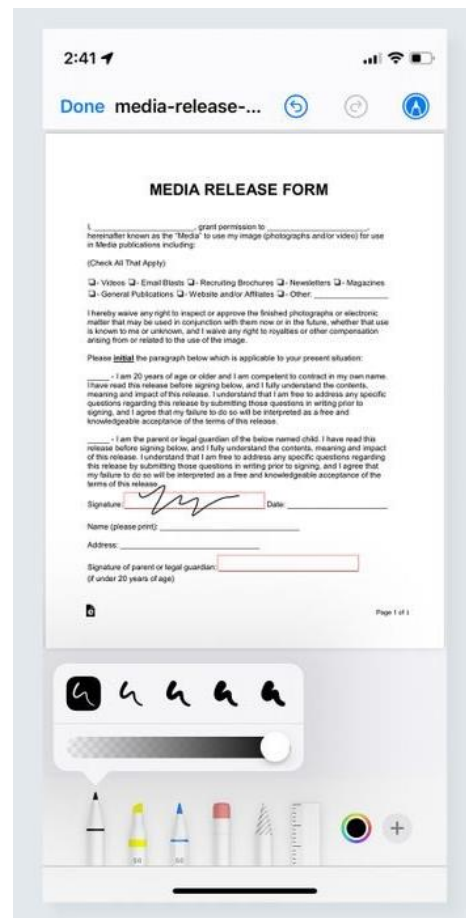 2:41
Done media-release-...
MEDIA RELEASE FORM
I, ____________________, grant permission to ____________________,
hereinafter known as the "Media" to use my image (photographs and/or video) for use
in Media publications including:
(Check All That Apply)
❏- Videos ❏- Email Blasts ❏- Recruiting Brochures ❏- Newsletters ❏- Magazines
❏- General Publications ❏- Website and/or Affiliates ❏- Other: ____________________
I hereby waive any right to inspect or approve the finished photographs or electronic
matter that may be used in conjunction with them now or in the future, whether that use
is known to me or unknown, and I waive any right to royalties or other compensation
arising from or related to the use of the image.
Please initial the paragraph below which is applicable to your present situation:
_____ - I am 20 years of age or older and I am competent to contract in my own name.
I have read this release before signing below, and I fully understand the contents,
meaning and impact of this release. I understand that I am free to address any specific
questions regarding this release by submitting those questions in writing prior to
signing, and I agree that my failure to do so will be interpreted as a free and
knowledgeable acceptance of the terms of this release.
_____ - I am the parent or legal guardian of the below named child. I have read this
release before signing below, and I fully understand the contents, meaning and impact
of this release. I understand that I am free to address any specific questions regarding
this release by submitting those questions in writing prior to signing, and I agree that
my failure to do so will be interpreted as a free and knowledgeable acceptance of the
terms of this release.
Signature: Date: ____________________
Name (please print): ____________________
Address: ____________________
Signature of parent or legal guardian:
(if under 20 years of age)
Page 1 of 1
50 50